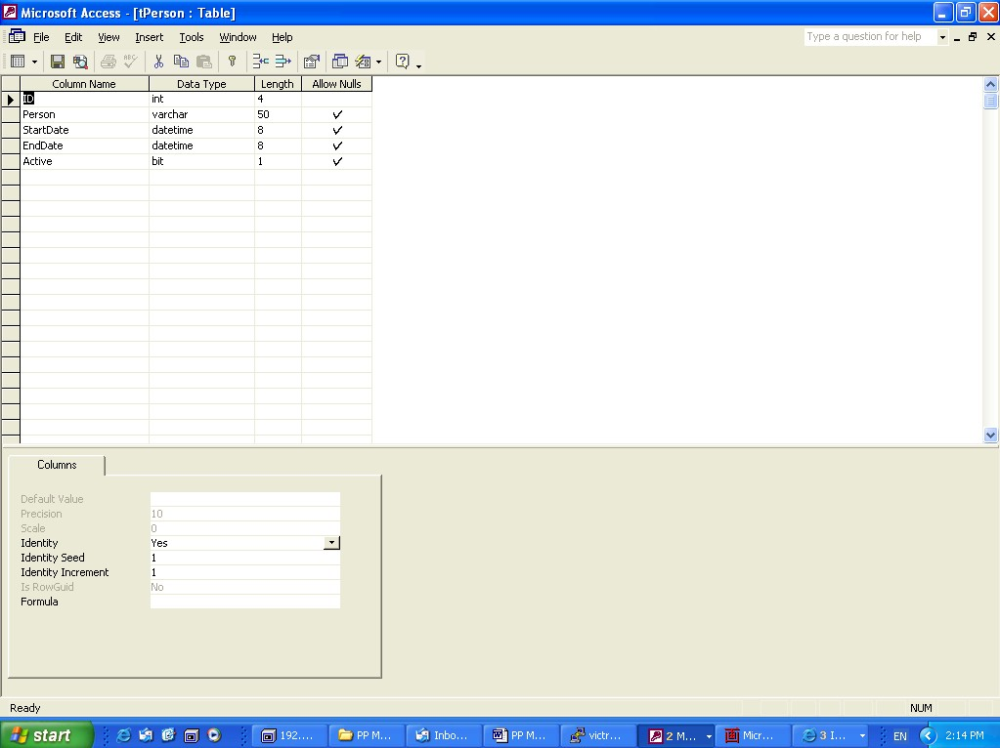 Microsoft Access - [tPerson : Table]
File Edit View Insert Tools Window Help Type a question for help
Column Name Data Type Length Allow Nulls
ID int 4
Person varchar 50
StartDate datetime 8
EndDate datetime 8
Active bit 1
Columns
Default Value
Precision 10
Scale 0
Identity Yes
Identity Seed 1
Identity Increment 1
Is RowGuid No
Formula
Ready NUM
start 192.... PP M... Inbo... PP M... victr... 2 M... Micr... 3 I... EN 2:14 PM